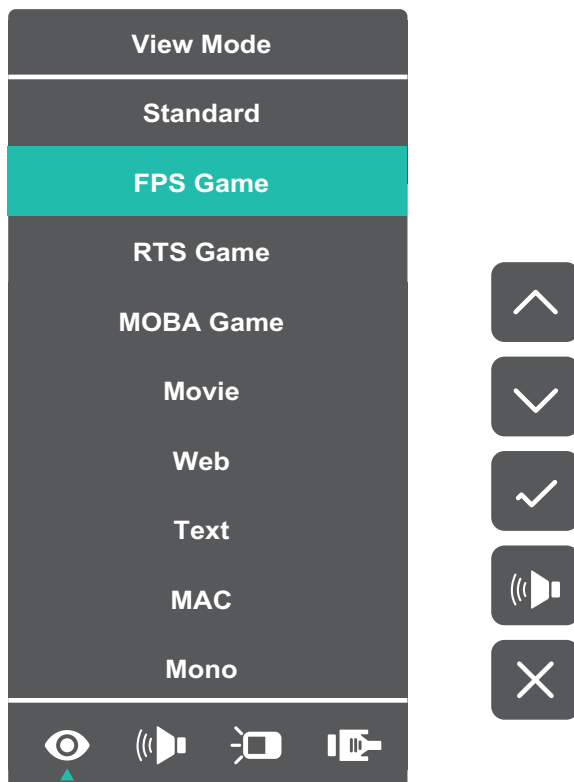 View Mode
Standard
FPS Game
RTS Game
MOBA Game
Movie
Web
Text
MAC
Mono